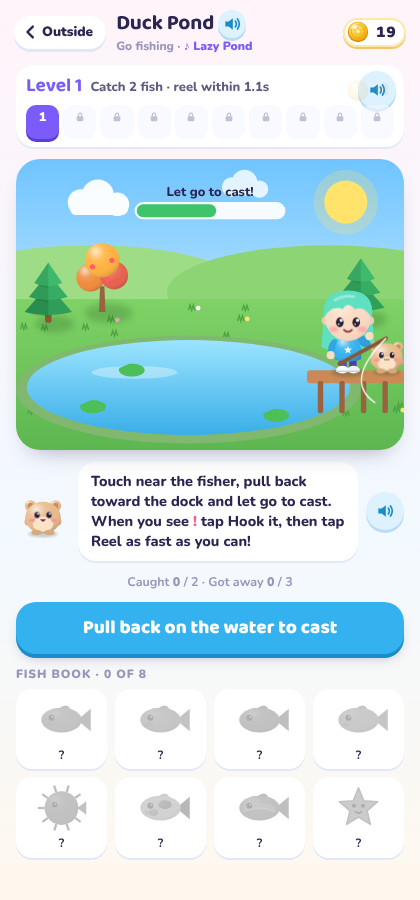 Outside
Duck Pond
Go fishing · ♪ Lazy Pond
19
Level 1 Catch 2 fish · reel within 1.1s
1
Let go to cast!
Touch near the fisher, pull back
toward the dock and let go to cast.
When you see ! tap Hook it, then tap
Reel as fast as you can!
Caught 0 / 2 · Got away 0 / 3
Pull back on the water to cast
FISH BOOK · 0 OF 8
? ? ? ?
? ? ? ?